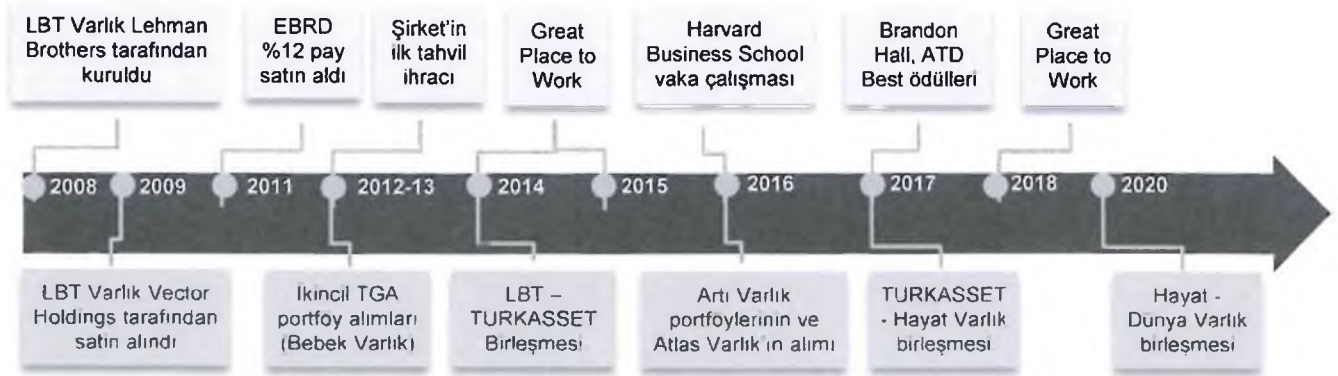 LBT Varlık Lehman
Brothers tarafından
kuruldu
EBRD
%12 pay
satın aldı
Şirket'in
ilk tahvil
ihracı
Great
Place to
Work
Harvard
Business School
vaka çalışması
Brandon
Hall, ATD
Best ödülleri
Great
Place to
Work
2008
2009
2011
2012-13
2014
2015
2016
2017
2018
2020
LBT Varlık Vector
Holdings tarafından
satın alındı
İkincil TGA
portföy alımları
(Bebek Varlık)
LBT –
TURKASSET
Birleşmesi
Artı Varlık
portföylerinin ve
Atlas Varlık'ın alımı
TURKASSET
- Hayat Varlık
birleşmesi
Hayat -
Dünya Varlık
birleşmesi